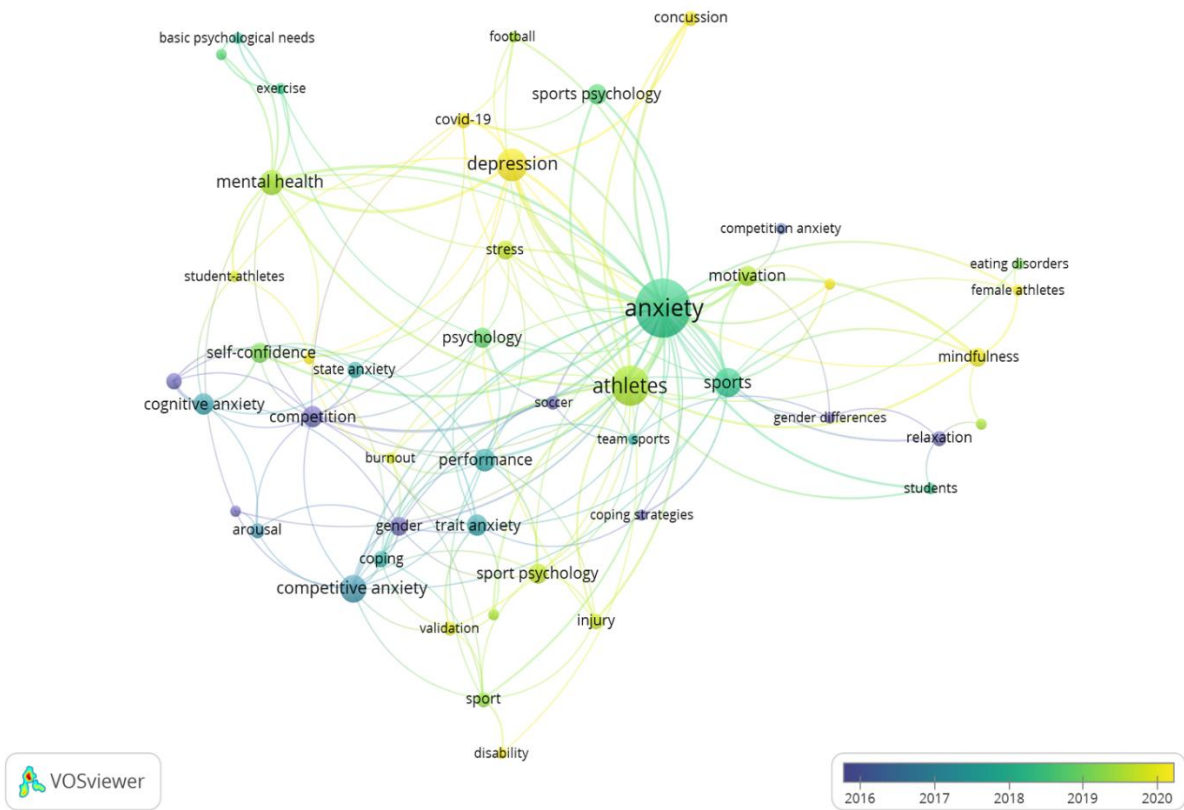 concussion
basic psychological needs
football
exercise
sports psychology
covid-19
depression
mental health
competition anxiety
stress
eating disorders
student-athletes
motivation
female athletes
anxiety
psychology
self-confidence
mindfulness
state anxiety
athletes
sports
cognitive anxiety
competition
soccer
gender differences
team sports
relaxation
burnout
performance
students
coping strategies
arousal
gender
trait anxiety
coping
sport psychology
competitive anxiety
validation
injury
sport
disability
VOSviewer
2016 2017 2018 2019 2020